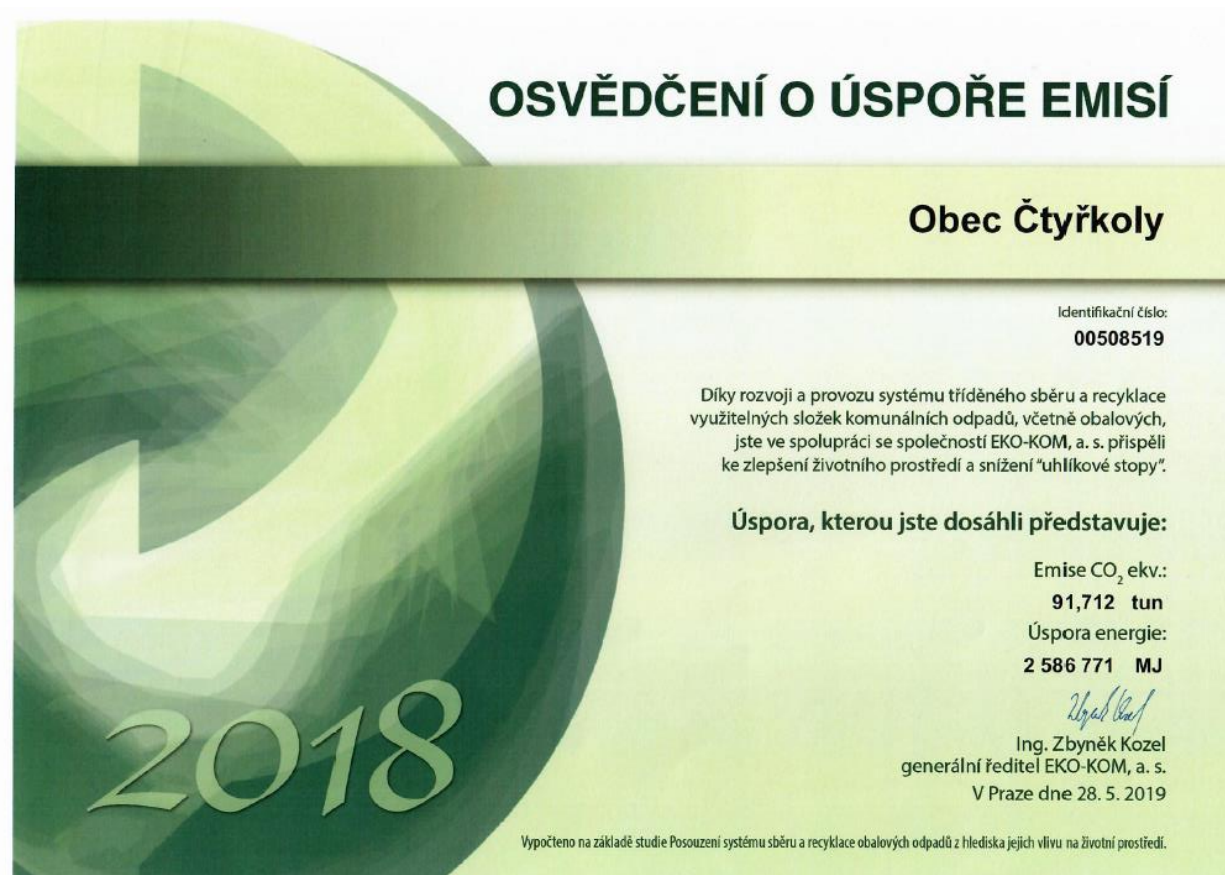 OSVĚDČENÍ O ÚSPOŘE EMISÍ
Obec Čtyřkoly
Identifikační číslo:
00508519
Díky rozvoji a provozu systému tříděného sběru a recyklace
využitelných složek komunálních odpadů, včetně obalových,
jste ve spolupráci se společností EKO-KOM, a. s. přispěli
ke zlepšení životního prostředí a snížení “uhlíkové stopy”.
Úspora, kterou jste dosáhli představuje:
Emise CO₂ ekv.:
91,712 tun
Úspora energie:
2 586 771 MJ
Ing. Zbyněk Kozel
generální ředitel EKO-KOM, a. s.
V Praze dne 28. 5. 2019
2018
Vypočteno na základě studie Posouzení systému sběru a recyklace obalových odpadů z hlediska jejich vlivu na životní prostředí.